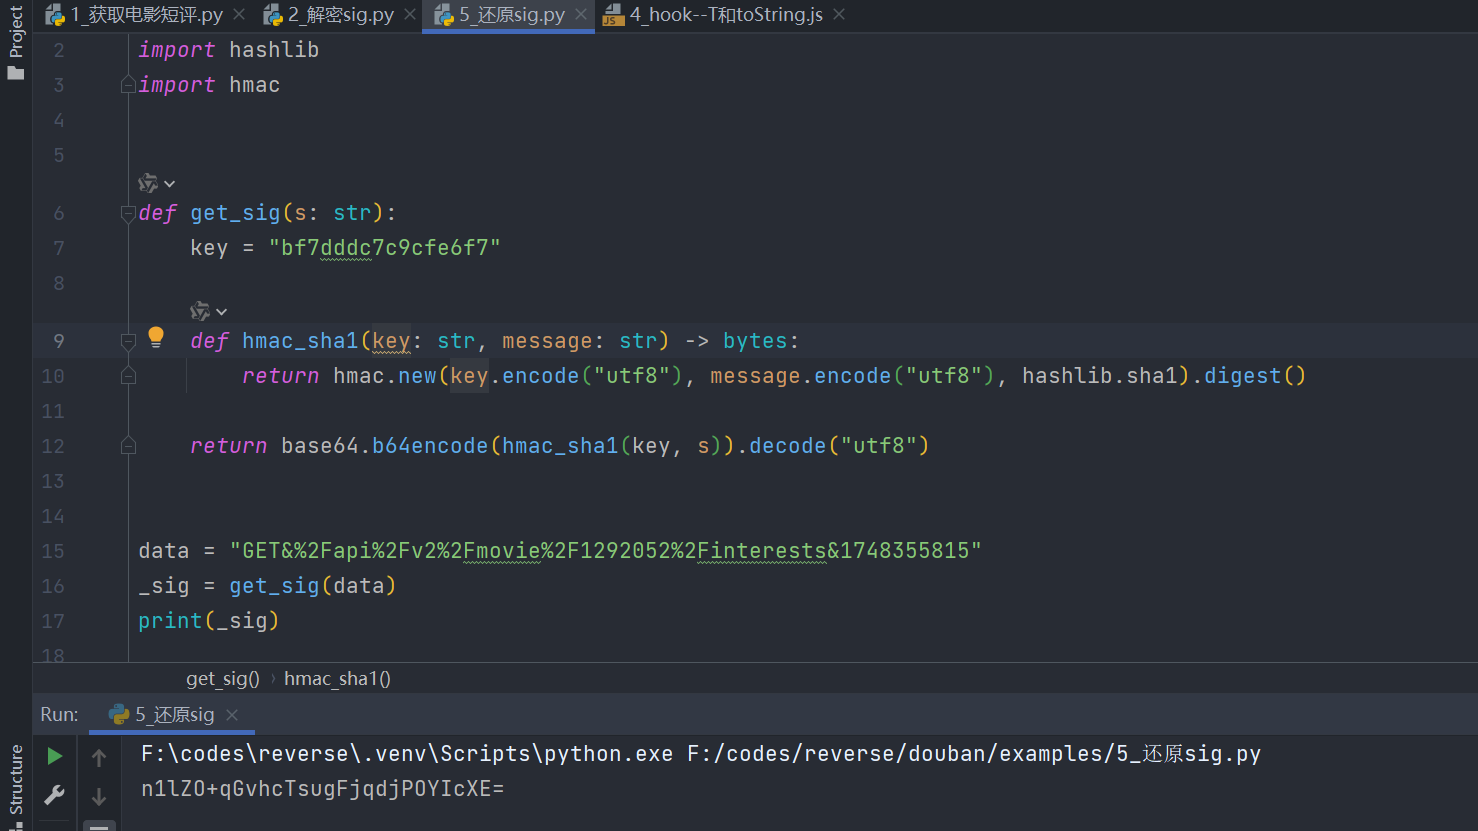 1_获取电影短评.py 2_解密sig.py 5_还原sig.py 4_hook--T和toString.js
Project
2 import hashlib
3 import hmac
4
5
6 def get_sig(s: str):
7 key = "bf7dddc7c9cfe6f7"
8
9 def hmac_sha1(key: str, message: str) -> bytes:
10 return hmac.new(key.encode("utf8"), message.encode("utf8"), hashlib.sha1).digest()
11
12 return base64.b64encode(hmac_sha1(key, s)).decode("utf8")
13
14
15 data = "GET&%2Fapi%2Fv2%2Fmovie%2F1292052%2Finterests&1748355815"
16 _sig = get_sig(data)
17 print(_sig)
18
get_sig() › hmac_sha1()
Run: 5_还原sig
Structure
F:\codes\reverse\.venv\Scripts\python.exe F:/codes/reverse/douban/examples/5_还原sig.py
n1lZO+qGvhcTsugFjqdjPOYIcXE=